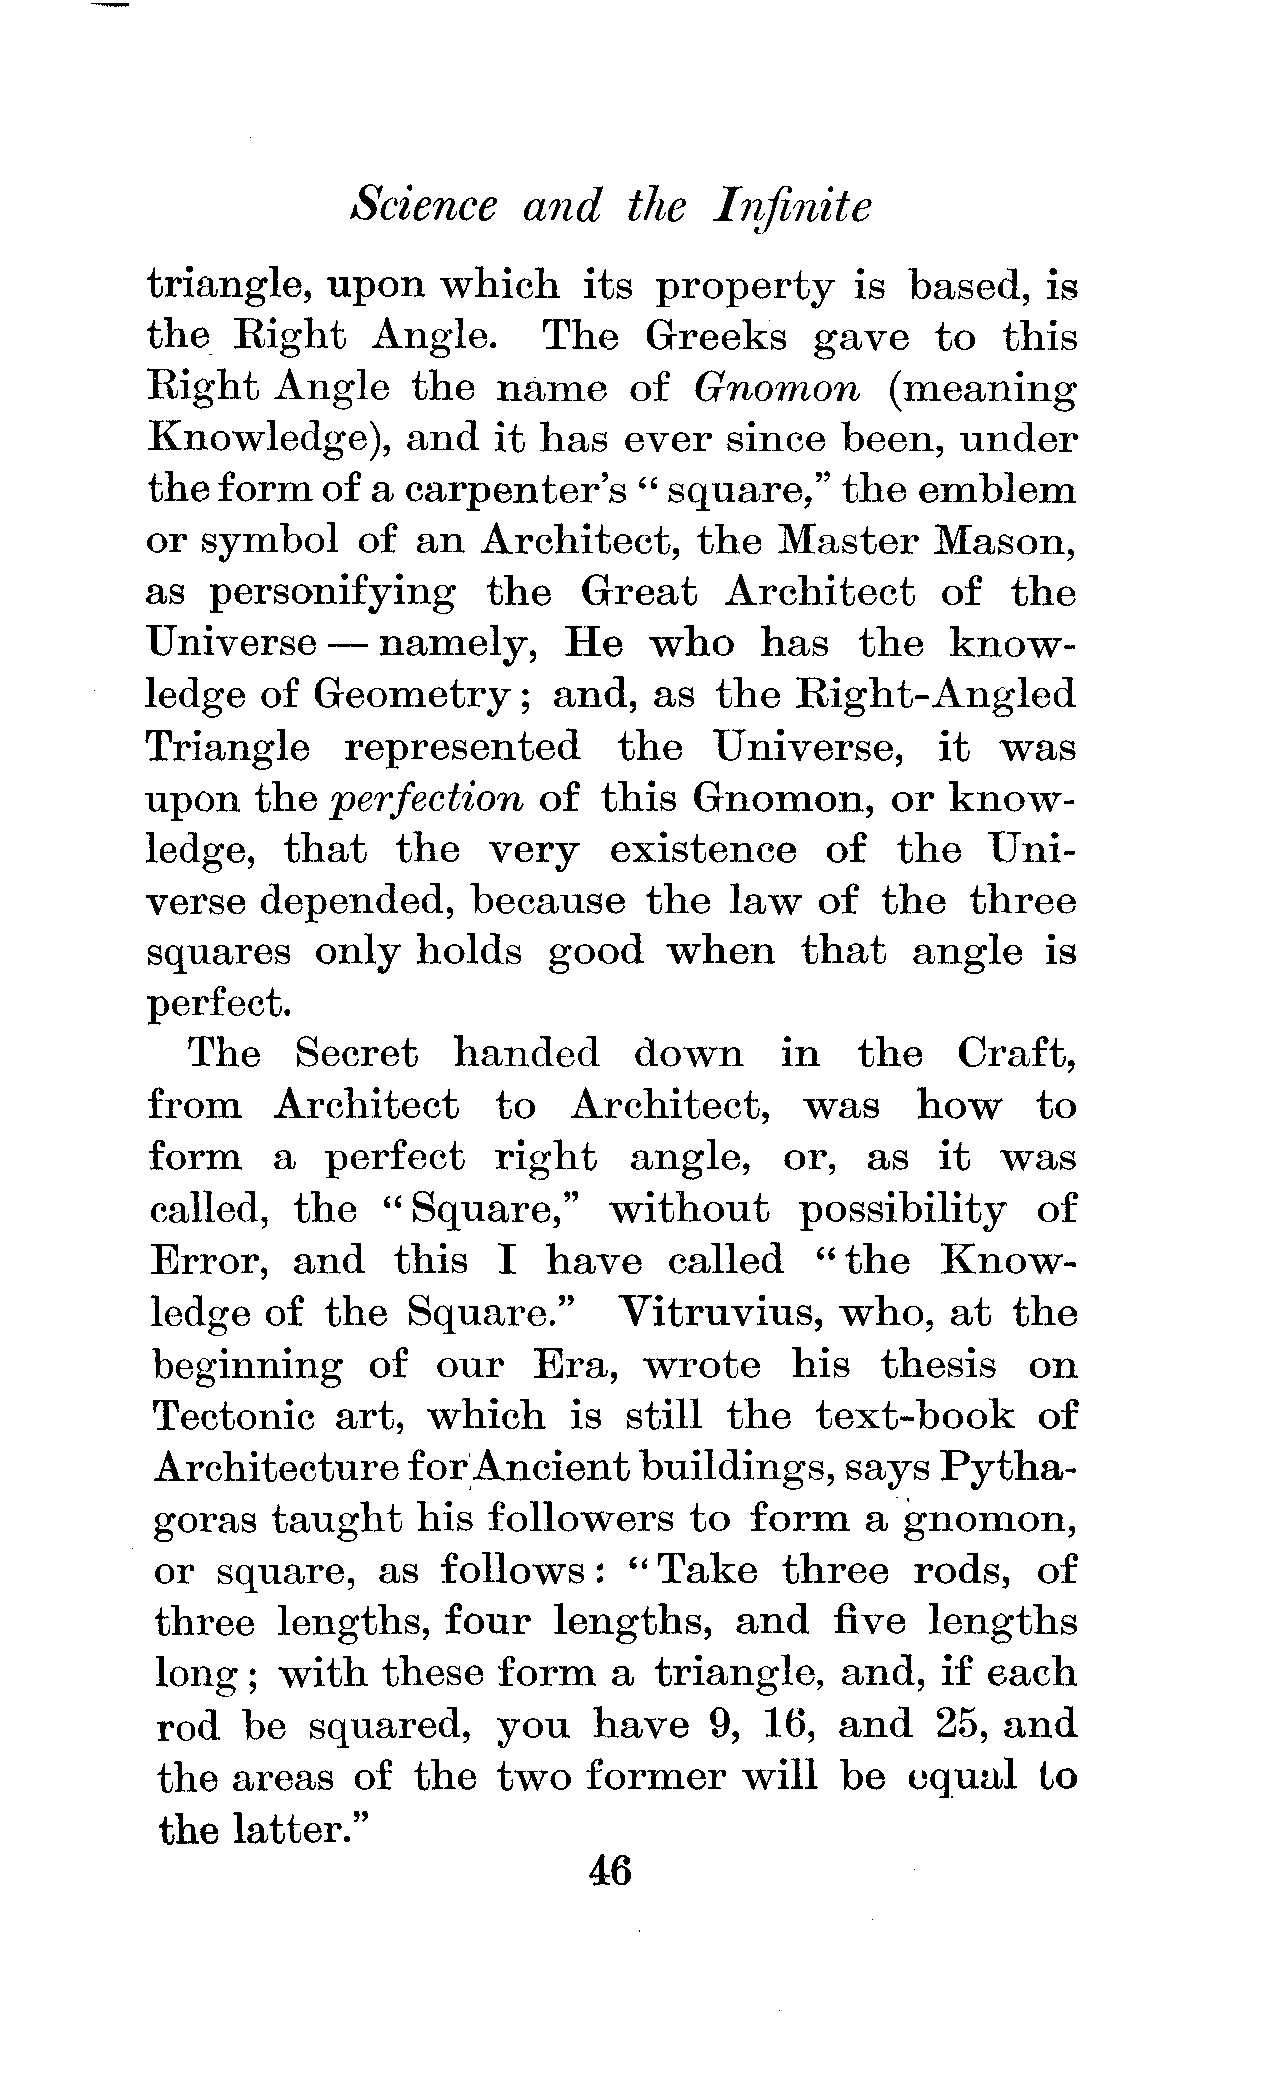 Science and the Infinite
triangle, upon which its property is based, is
the Right Angle. The Greeks gave to this
Right Angle the name of Gnomon (meaning
Knowledge), and it has ever since been, under
the form of a carpenter's “ square,” the emblem
or symbol of an Architect, the Master Mason,
as personifying the Great Architect of the
Universe — namely, He who has the know-
ledge of Geometry ; and, as the Right-Angled
Triangle represented the Universe, it was
upon the perfection of this Gnomon, or know-
ledge, that the very existence of the Uni-
verse depended, because the law of the three
squares only holds good when that angle is
perfect.
The Secret handed down in the Craft,
from Architect to Architect, was how to
form a perfect right angle, or, as it was
called, the “ Square,” without possibility of
Error, and this I have called “ the Know-
ledge of the Square.” Vitruvius, who, at the
beginning of our Era, wrote his thesis on
Tectonic art, which is still the text-book of
Architecture for Ancient buildings, says Pytha-
goras taught his followers to form a gnomon,
or square, as follows : “ Take three rods, of
three lengths, four lengths, and five lengths
long ; with these form a triangle, and, if each
rod be squared, you have 9, 16, and 25, and
the areas of the two former will be equal to
the latter.”
46